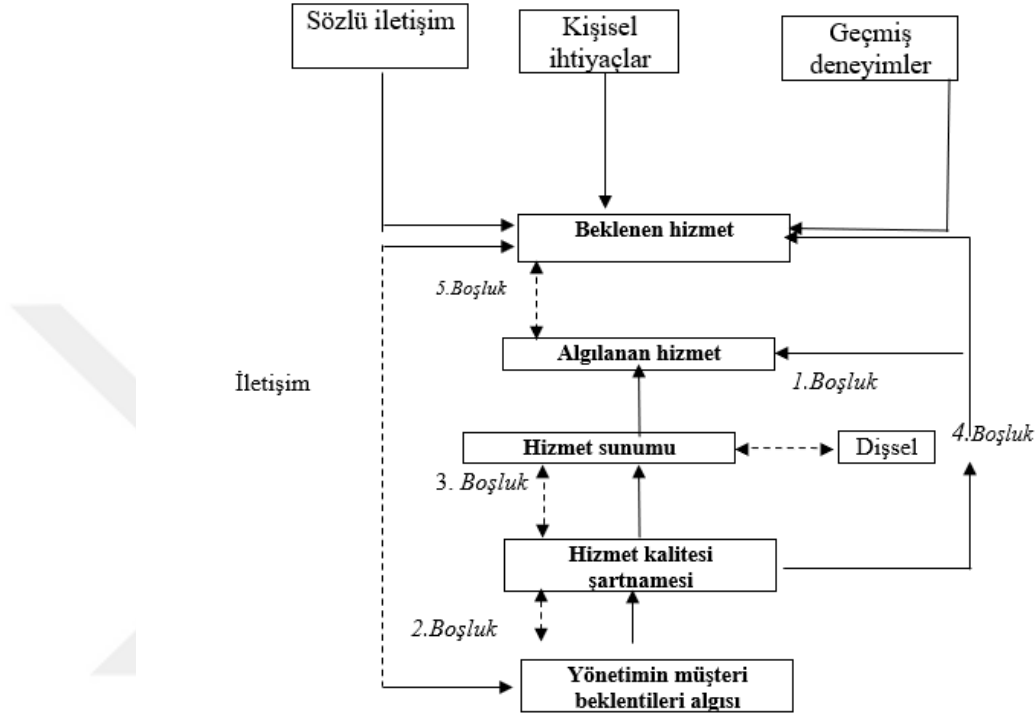 Sözlü iletişim
Kişisel
ihtiyaçlar
Geçmiş
deneyimler
Beklenen hizmet
5.Boşluk
Algılanan hizmet
1.Boşluk
İletişim
4.Boşluk
Hizmet sunumu
Dişsel
3. Boşluk
Hizmet kalitesi
şartnamesi
2.Boşluk
Yönetimin müşteri
beklentileri algısı